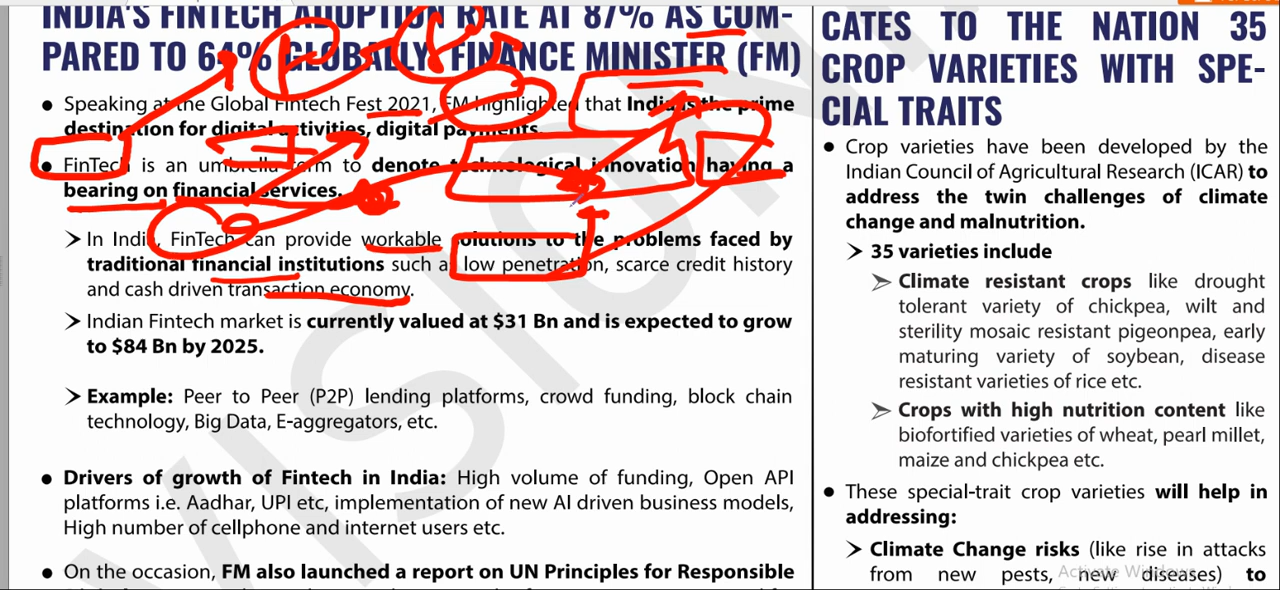 INDIA'S FINTECH ADOPTION RATE AT 87% AS COM-
PARED TO 64% GLOBALLY: FINANCE MINISTER (FM)
● Speaking at the Global Fintech Fest 2021, FM highlighted that India is the prime
destination for digital activities, digital payments.
● FinTech is an umbrella term to denote technological innovation having a
bearing on financial services.
➢ In India, FinTech can provide workable solutions to the problems faced by
traditional financial institutions such as low penetration, scarce credit history
and cash driven transaction economy.
➢ Indian Fintech market is currently valued at $31 Bn and is expected to grow
to $84 Bn by 2025.
➢ Example: Peer to Peer (P2P) lending platforms, crowd funding, block chain
technology, Big Data, E-aggregators, etc.
● Drivers of growth of Fintech in India: High volume of funding, Open API
platforms i.e. Aadhar, UPI etc, implementation of new AI driven business models,
High number of cellphone and internet users etc.
● On the occasion, FM also launched a report on UN Principles for Responsible
CATES TO THE NATION 35
CROP VARIETIES WITH SPE-
CIAL TRAITS
● Crop varieties have been developed by the
Indian Council of Agricultural Research (ICAR) to
address the twin challenges of climate
change and malnutrition.
➢ 35 varieties include
➢ Climate resistant crops like drought
tolerant variety of chickpea, wilt and
sterility mosaic resistant pigeonpea, early
maturing variety of soybean, disease
resistant varieties of rice etc.
➢ Crops with high nutrition content like
biofortified varieties of wheat, pearl millet,
maize and chickpea etc.
● These special-trait crop varieties will help in
addressing:
➢ Climate Change risks (like rise in attacks
from new pests, new diseases) to
Activate Windows
VISION